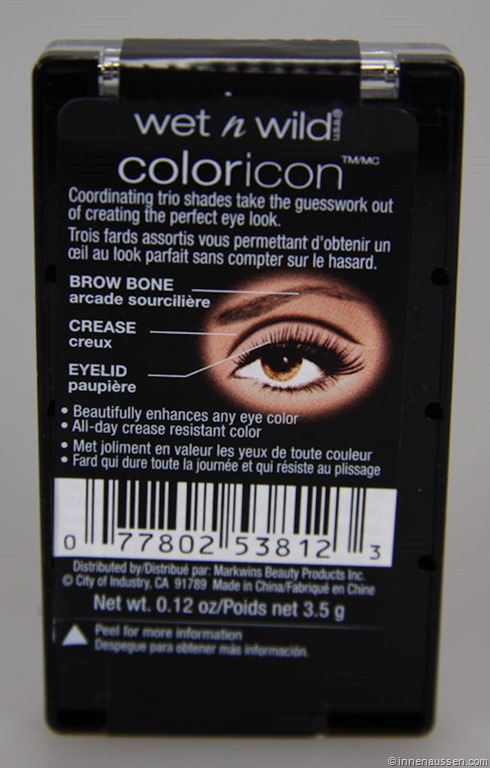 wet n wild u.s.a.®
coloricon TM/MC
Coordinating trio shades take the guesswork out
of creating the perfect eye look.
Trois fards assortis vous permettant d'obtenir un
œil au look parfait sans compter sur le hasard.
BROW BONE
arcade sourcilière
CREASE
creux
EYELID
paupière
• Beautifully enhances any eye color
• All-day crease resistant color
• Met joliment en valeur les yeux de toute couleur
• Fard qui dure toute la journée et qui résiste au plissage
0 77802 53812 3
Distributed by/Distribué par: Markwins Beauty Products Inc.
© City of Industry, CA 91789 Made in China/Fabriqué en Chine
Net wt. 0.12 oz/Poids net 3.5 g
Peel for more information
Despegue para obtener más información.
©innenaussen.com